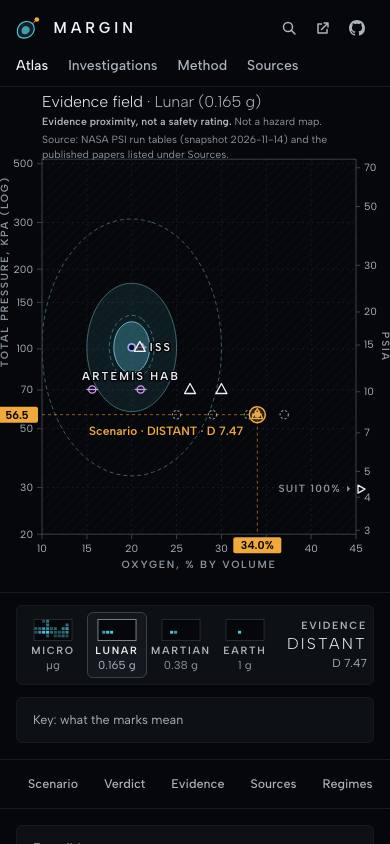 MARGIN
Atlas Investigations Method Sources
Evidence field · Lunar (0.165 g)
Evidence proximity, not a safety rating. Not a hazard map.
Source: NASA PSI run tables (snapshot 2026-11-14) and the
published papers listed under Sources.
TOTAL PRESSURE, KPA (LOG)
500
300
200
150
100
70
50
30
20
56.5
70
50
30
20
15
10
7
5
4
3
PSIA
ISS
ARTEMIS HAB
Scenario · DISTANT · D 7.47
SUIT 100%
10 15 20 25 34.0% 40 45
OXYGEN, % BY VOLUME
MICRO LUNAR MARTIAN EARTH
µg 0.165 g 0.38 g 1 g
EVIDENCE
DISTANT
D 7.47
Key: what the marks mean
Scenario Verdict Evidence Sources Regimes